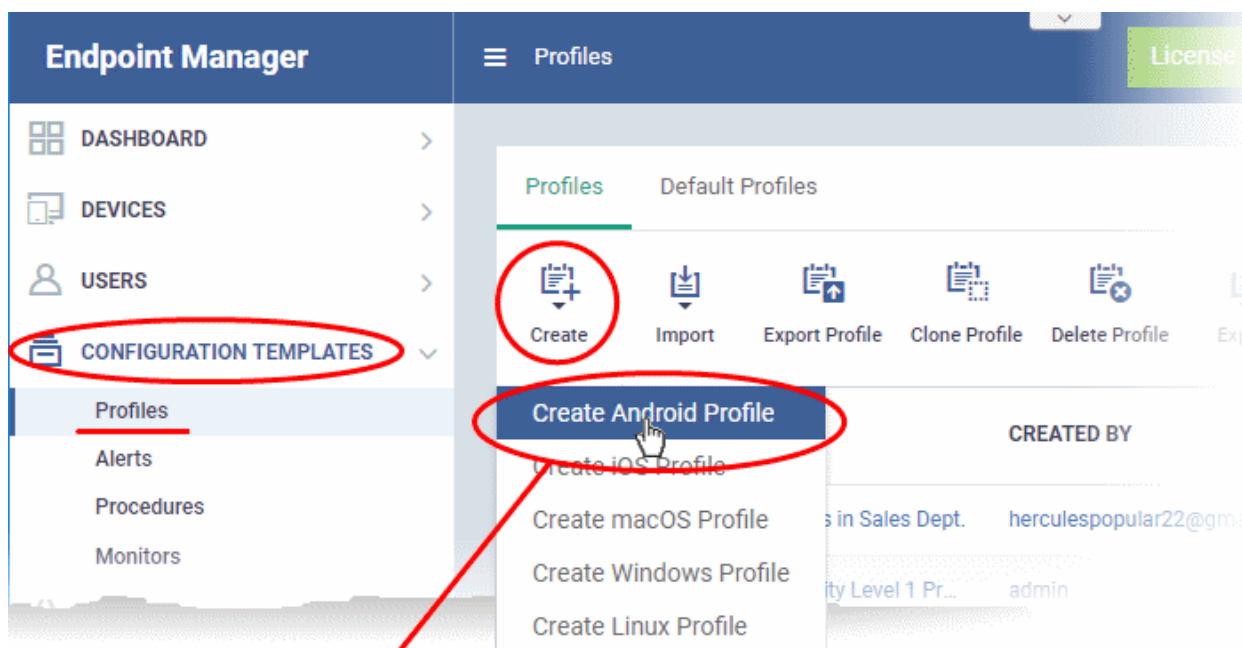 Endpoint Manager
Profiles
License
DASHBOARD
DEVICES
USERS
CONFIGURATION TEMPLATES
Profiles
Alerts
Procedures
Monitors
Profiles Default Profiles
Create Import Export Profile Clone Profile Delete Profile
Create Android Profile
Create iOS Profile
Create macOS Profile
Create Windows Profile
Create Linux Profile
CREATED BY
s in Sales Dept. herculespopular22@gm
ity Level 1 Pr... admin